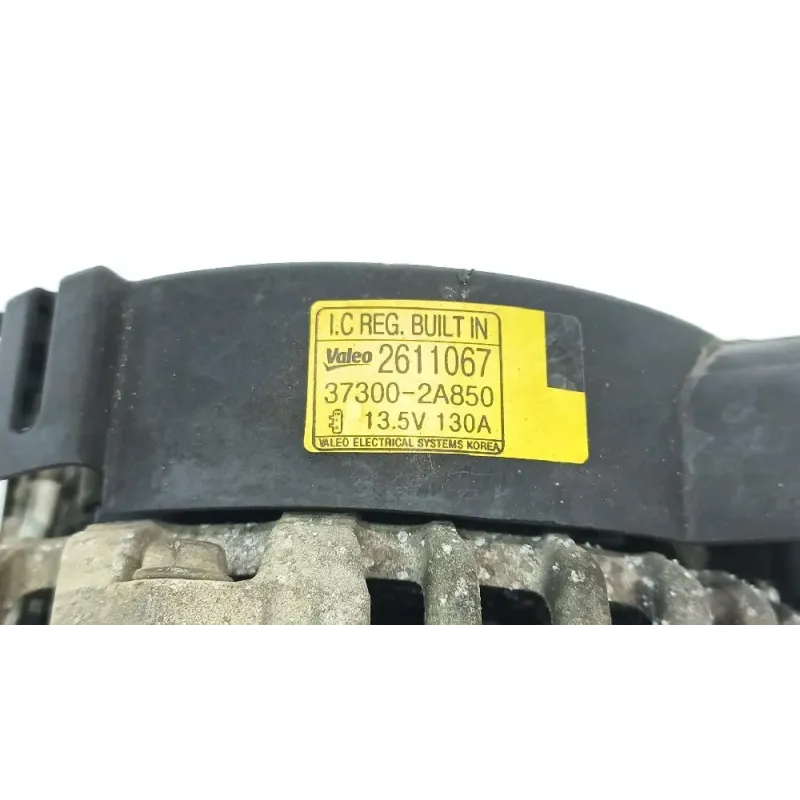 I.C REG. BUILT IN
Valeo 2611067
37300-2A850
13.5V 130A
VALEO ELECTRICAL SYSTEMS KOREA